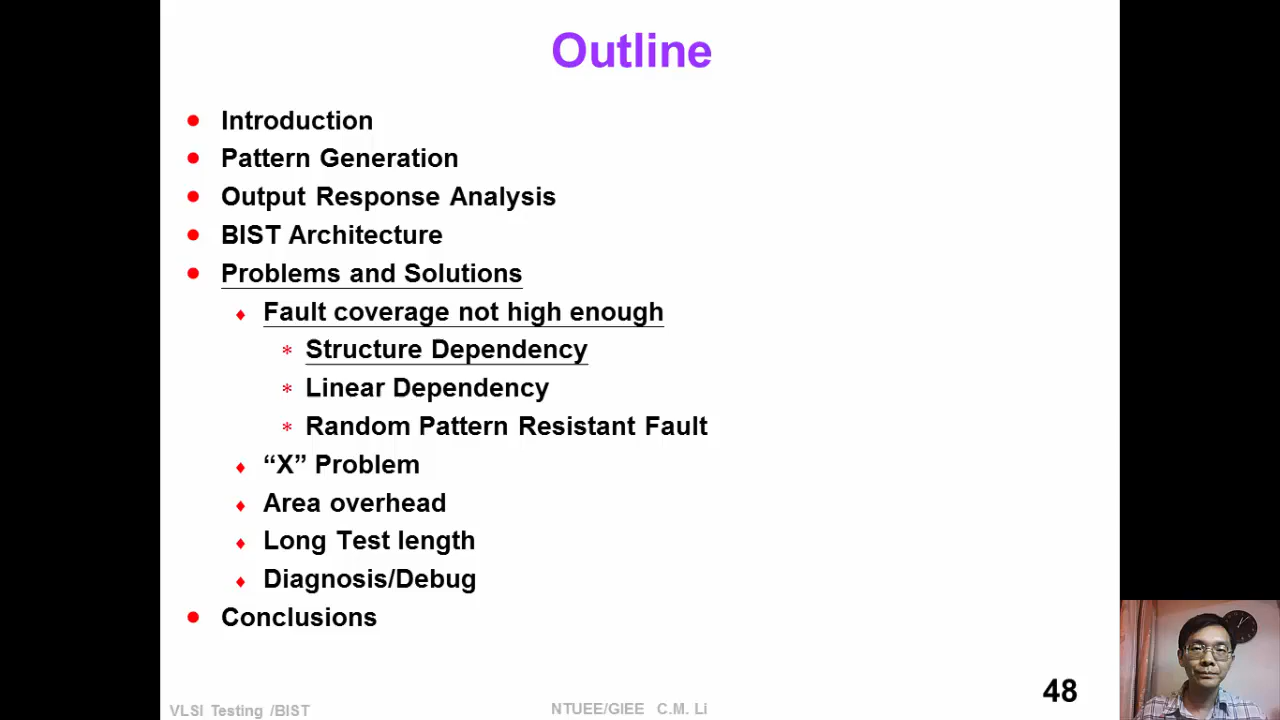 Outline
Introduction
Pattern Generation
Output Response Analysis
BIST Architecture
Problems and Solutions
Fault coverage not high enough
Structure Dependency
Linear Dependency
Random Pattern Resistant Fault
“X” Problem
Area overhead
Long Test length
Diagnosis/Debug
Conclusions
VLSI Testing /BIST
NTUEE/GIEE C.M. Li
48